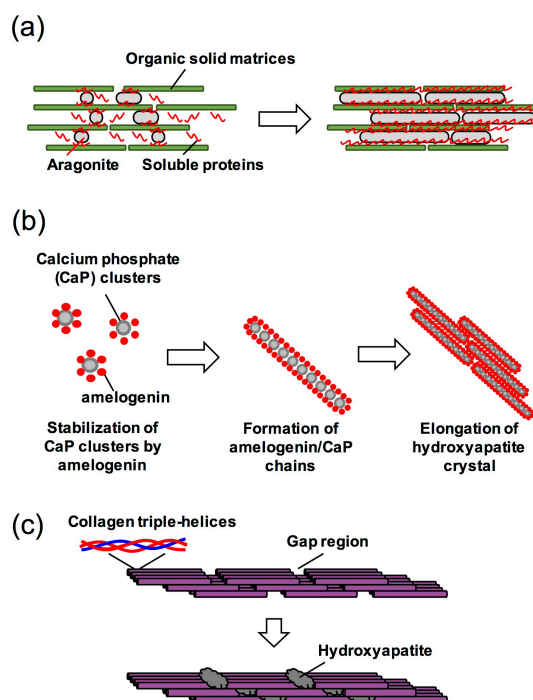 (a)
Organic solid matrices
Aragonite
Soluble proteins
(b)
Calcium phosphate
(CaP) clusters
amelogenin
Stabilization of
CaP clusters by
amelogenin
Formation of
amelogenin/CaP
chains
Elongation of
hydroxyapatite
crystal
(c)
Collagen triple-helices
Gap region
Hydroxyapatite